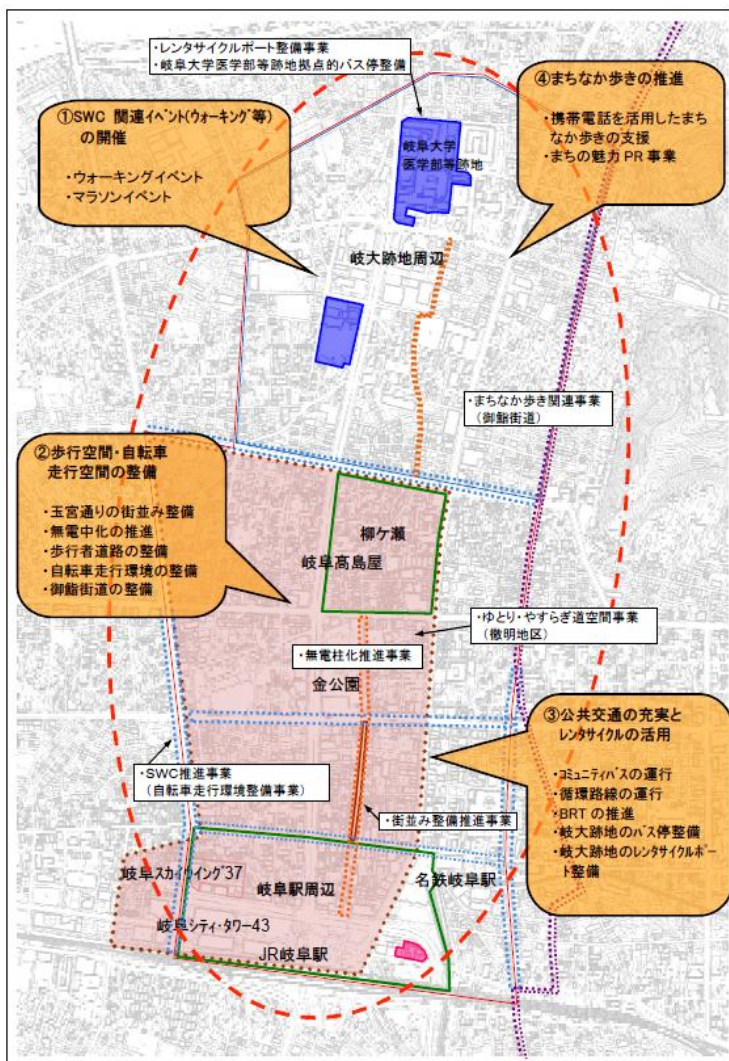 ・レンタサイクルポート整備事業
・岐阜大学医学部等跡地拠点的バス停整備
①SWC 関連イベント(ウォーキング等)
の開催
・ウォーキングイベント
・マラソンイベント
④まちなか歩きの推進
・携帯電話を活用したまち
なか歩きの支援
・まちの魅力PR事業
岐阜大学
医学部等跡地
岐大跡地周辺
・まちなか歩き関連事業
(御鮨街道)
②歩行空間・自転車
走行空間の整備
・玉宮通りの街並み整備
・無電中化の推進
・歩行者道路の整備
・自転車走行環境の整備
・御鮨街道の整備
柳ケ瀬
岐阜高島屋
・ゆとり・やすらぎ道空間事業
(徹明地区)
・無電柱化推進事業
金公園
③公共交通の充実と
レンタサイクルの活用
・コミュニティバスの運行
・循環路線の運行
・BRTの推進
・岐大跡地のバス停整備
・岐大跡地のレンタサイクルポー
ト整備
・SWC推進事業
(自転車走行環境整備事業)
・街並み整備推進事業
岐阜スカイウイング37
岐阜駅周辺
名鉄岐阜駅
岐阜シティ・タワー43
JR岐阜駅